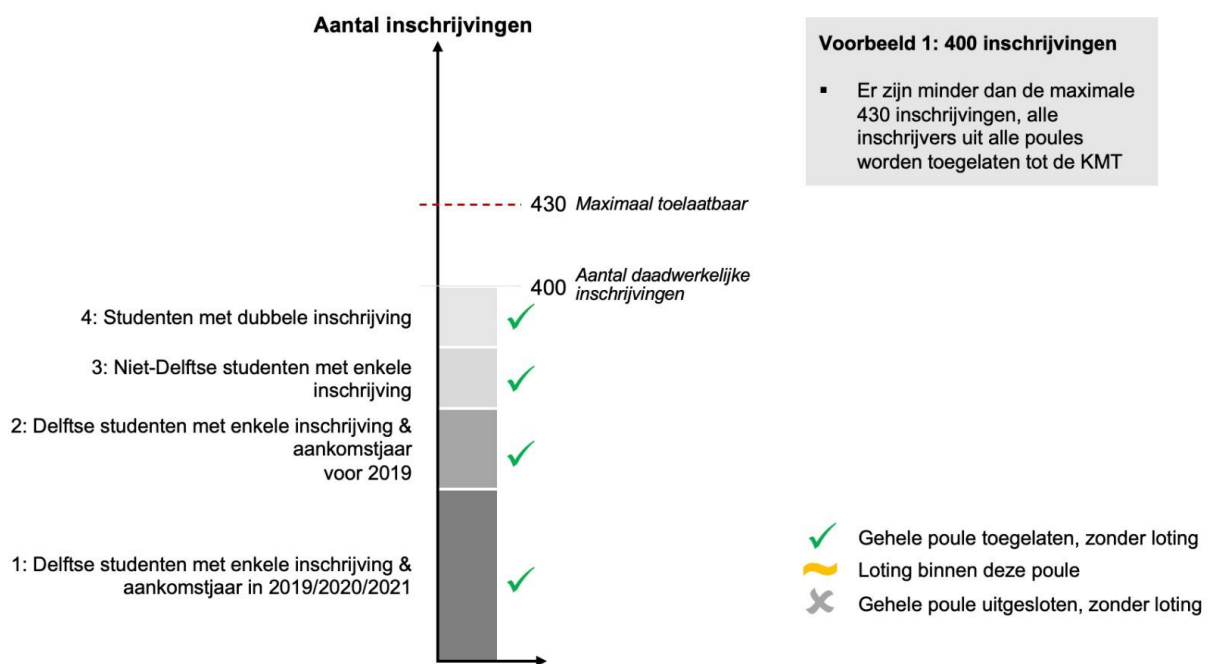 Aantal inschrijvingen
Voorbeeld 1: 400 inschrijvingen
▪ Er zijn minder dan de maximale
430 inschrijvingen, alle
inschrijvers uit alle poules
worden toegelaten tot de KMT
430 Maximaal toelaatbaar
400 Aantal daadwerkelijke
inschrijvingen
4: Studenten met dubbele inschrijving
3: Niet-Delftse studenten met enkele
inschrijving
2: Delftse studenten met enkele inschrijving &
aankomstjaar
voor 2019
1: Delftse studenten met enkele inschrijving &
aankomstjaar in 2019/2020/2021
Gehele poule toegelaten, zonder loting
Loting binnen deze poule
Gehele poule uitgesloten, zonder loting